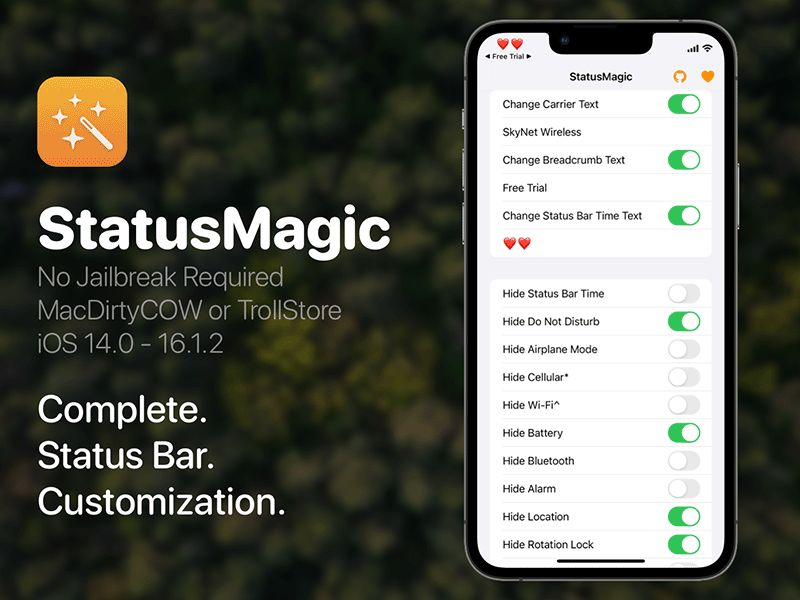 StatusMagic
No Jailbreak Required
MacDirtyCOW or TrollStore
iOS 14.0 - 16.1.2
Complete.
Status Bar.
Customization.
❤️❤️
◀ Free Trial ▶
StatusMagic
Change Carrier Text
SkyNet Wireless
Change Breadcrumb Text
Free Trial
Change Status Bar Time Text
❤️❤️
Hide Status Bar Time
Hide Do Not Disturb
Hide Airplane Mode
Hide Cellular*
Hide Wi-Fi^
Hide Battery
Hide Bluetooth
Hide Alarm
Hide Location
Hide Rotation Lock